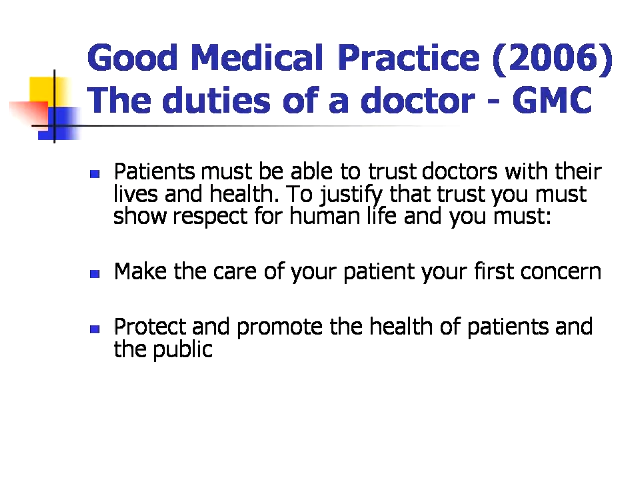 Good Medical Practice (2006)
The duties of a doctor - GMC
Patients must be able to trust doctors with their
lives and health. To justify that trust you must
show respect for human life and you must:
Make the care of your patient your first concern
Protect and promote the health of patients and
the public